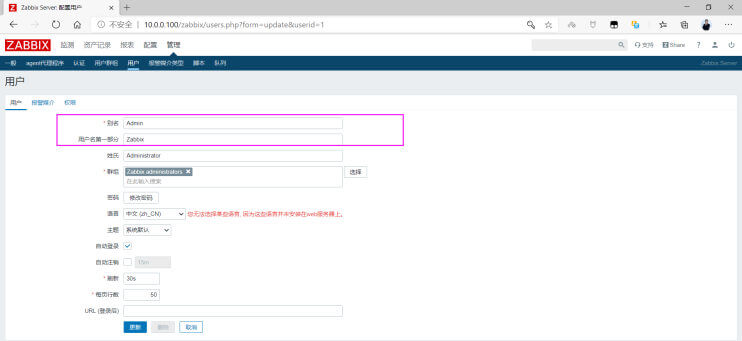 Zabbix Server: 配置用户
不安全 | 10.0.0.100/zabbix/users.php?form=update&userid=1
ZABBIX 监测 资产记录 报表 配置 管理 支持 Share ?
一般 agent代理程序 认证 用户群组 用户 报警媒介类型 脚本 队列 Zabbix Server
用户
用户 报警媒介 权限
* 别名 Admin
用户名第一部分 Zabbix
姓氏 Administrator
* 群组 Zabbix administrators 选择
在此输入搜索
密码 修改密码
语言 中文 (zh_CN) 您无法选择某些语言, 因为这些语言并未安装在web服务器上。
主题 系统默认
自动登录
自动注销 15m
* 刷新 30s
* 每页行数 50
URL (登录后)
更新 删除 取消